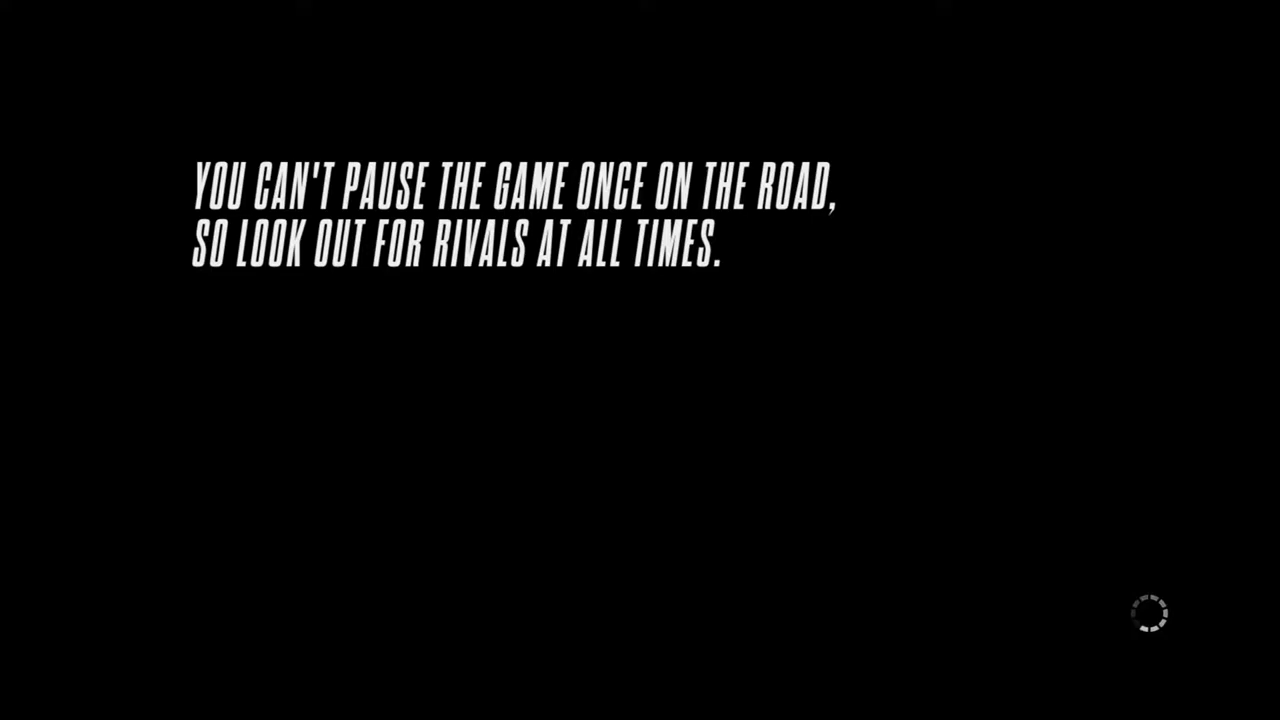 YOU CAN'T PAUSE THE GAME ONCE ON THE ROAD,
SO LOOK OUT FOR RIVALS AT ALL TIMES.